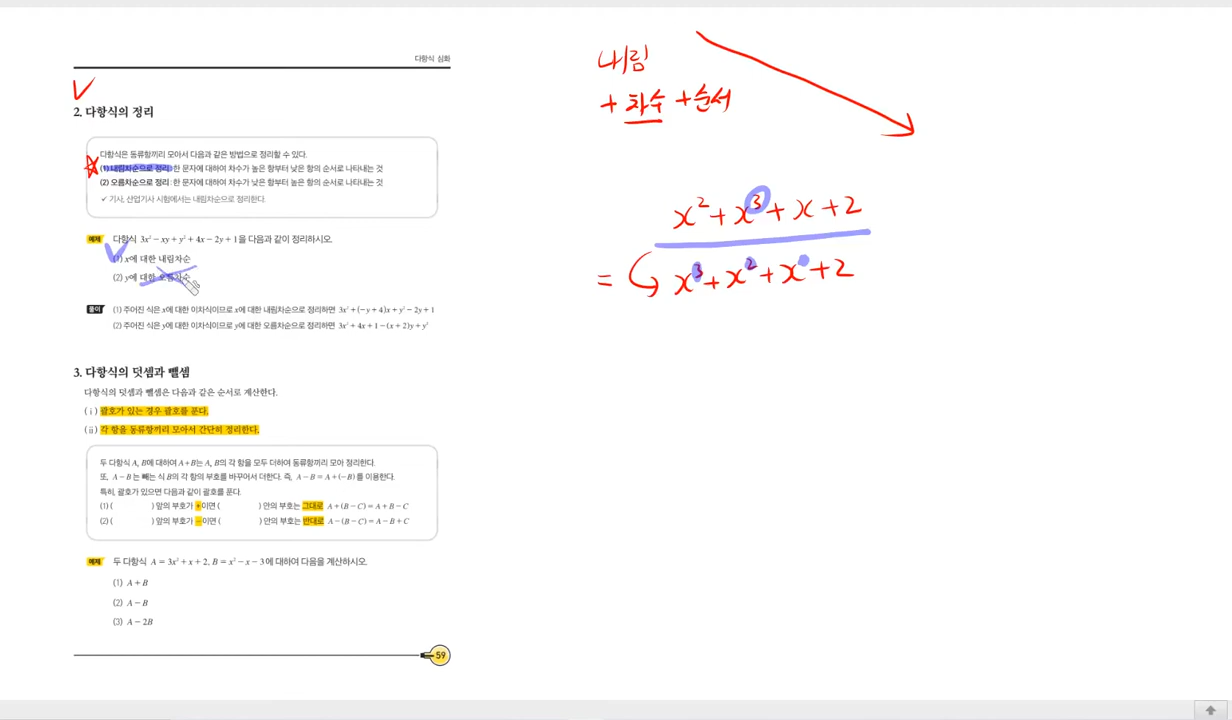 다항식 심화
2. 다항식의 정리
다항식은 동류항끼리 모아서 다음과 같은 방법으로 정리할 수 있다.
(1) 내림차순으로 정리 : 한 문자에 대하여 차수가 높은 항부터 낮은 항의 순서로 나타내는 것
(2) 오름차순으로 정리 : 한 문자에 대하여 차수가 낮은 항부터 높은 항의 순서로 나타내는 것
✓ 기사, 산업기사 시험에서는 내림차순으로 정리한다.
예제 다항식 3x² − xy + y² + 4x − 2y + 1을 다음과 같이 정리하시오.
(1) x에 대한 내림차순
(2) y에 대한 오름차순
풀이 (1) 주어진 식은 x에 대한 이차식이므로 x에 대한 내림차순으로 정리하면 3x² + (−y + 4)x + y² − 2y + 1
(2) 주어진 식은 y에 대한 이차식이므로 y에 대한 오름차순으로 정리하면 3x² + 4x + 1 − (x + 2)y + y²
3. 다항식의 덧셈과 뺄셈
다항식의 덧셈과 뺄셈은 다음과 같은 순서로 계산한다.
(ⅰ) 괄호가 있는 경우 괄호를 푼다.
(ⅱ) 각 항을 동류항끼리 모아서 간단히 정리한다.
두 다항식 A, B에 대하여 A+B는 A, B의 각 항을 모두 더하여 동류항끼리 모아 정리한다.
또, A − B는 빼는 식 B의 각 항의 부호를 바꾸어서 더한다. 즉, A − B = A + (−B)를 이용한다.
특히, 괄호가 있으면 다음과 같이 괄호를 푼다.
(1) ( ) 앞의 부호가 +이면 ( ) 안의 부호는 그대로 A + (B − C) = A + B − C
(2) ( ) 앞의 부호가 −이면 ( ) 안의 부호는 반대로 A − (B − C) = A − B + C
예제 두 다항식 A = 3x² + x + 2, B = x² − x − 3에 대하여 다음을 계산하시오.
(1) A + B
(2) A − B
(3) A − 2B
59
내림
+ 차수 + 순서
x² + x³ + x + 2
= x³ + x² + x + 2